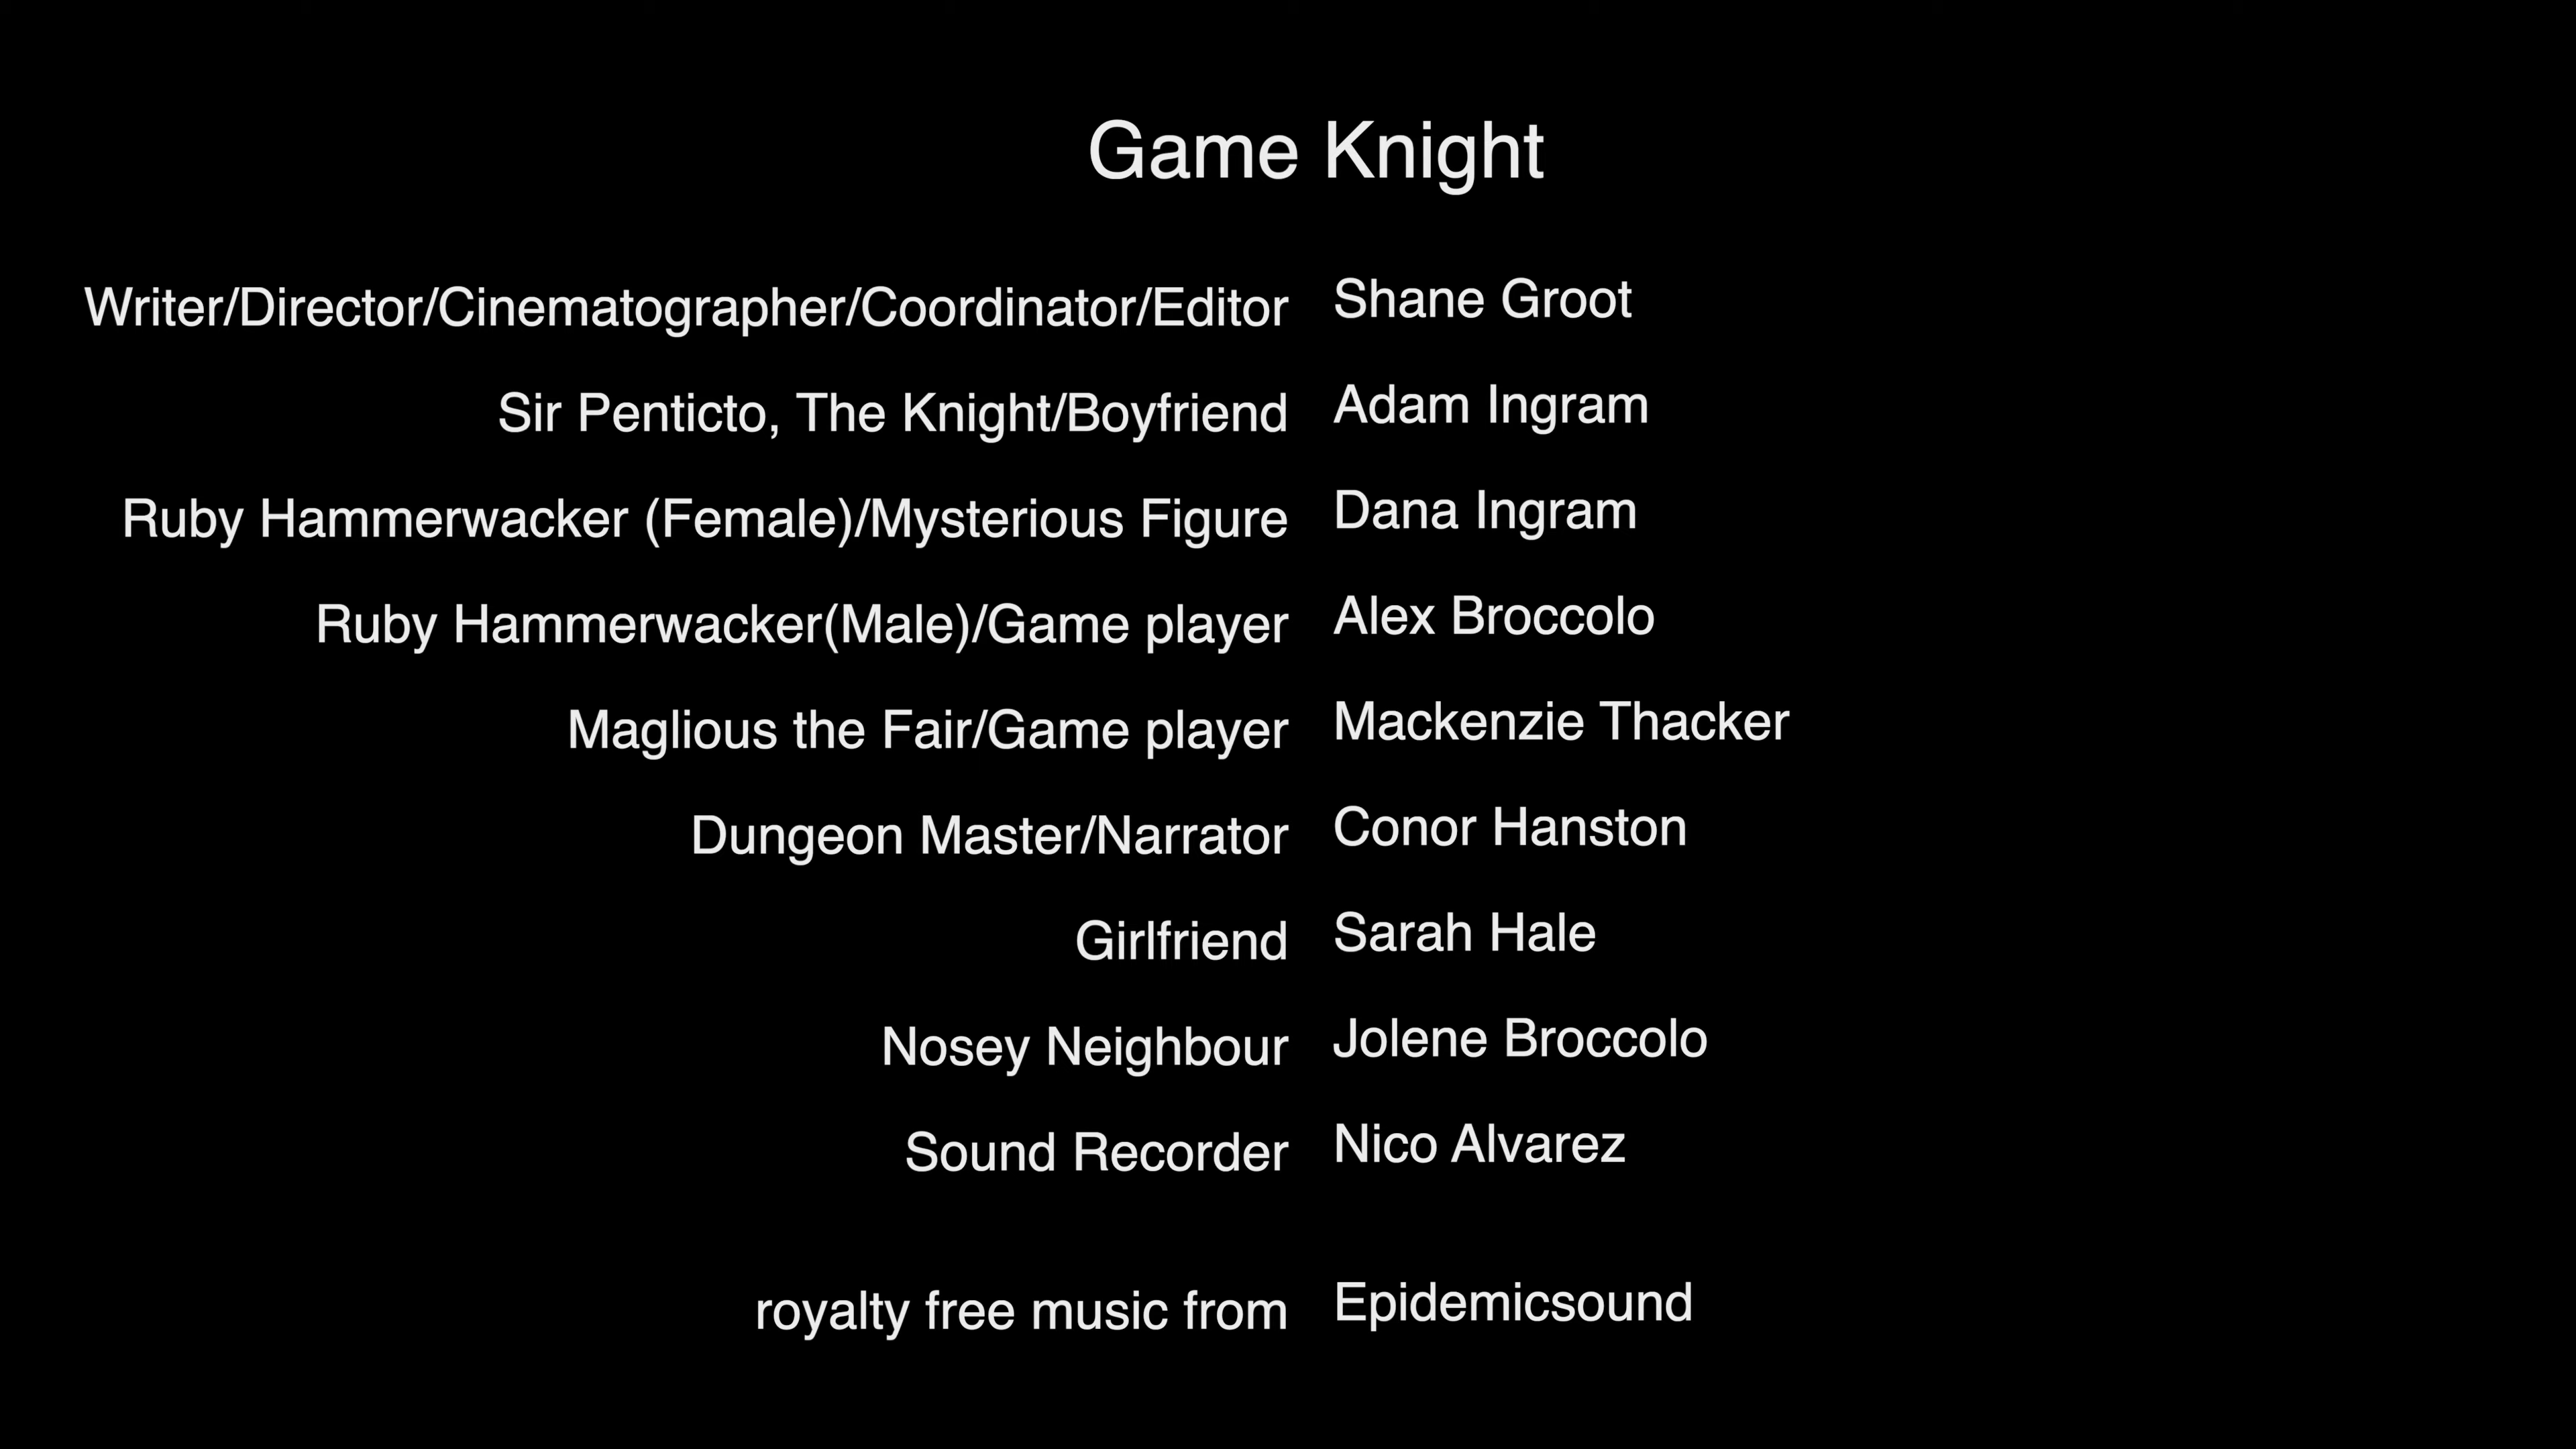 Game Knight
Writer/Director/Cinematographer/Coordinator/Editor Shane Groot
Sir Penticto, The Knight/Boyfriend Adam Ingram
Ruby Hammerwacker (Female)/Mysterious Figure Dana Ingram
Ruby Hammerwacker(Male)/Game player Alex Broccolo
Maglious the Fair/Game player Mackenzie Thacker
Dungeon Master/Narrator Conor Hanston
Girlfriend Sarah Hale
Nosey Neighbour Jolene Broccolo
Sound Recorder Nico Alvarez
royalty free music from Epidemicsound